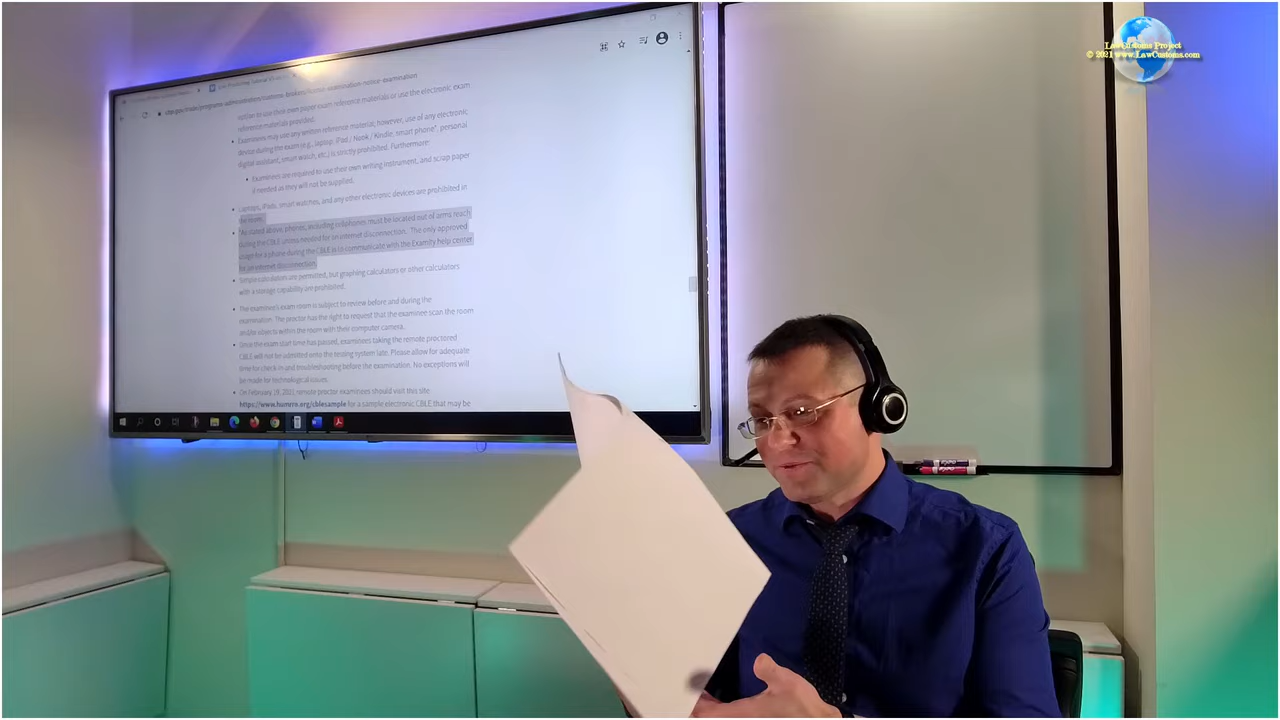 LawCustoms Project
© 2021 www.LawCustoms.com
option to use their own paper exam reference materials or use the electronic exam
reference materials provided.
Examinees may use any written reference material; however, use of any electronic
device during the exam (e.g., laptop, iPad / Nook / Kindle, smart phone*, personal
digital assistant, smart watch, etc.) is strictly prohibited. Furthermore:
Examinees are required to use their own writing instrument, and scrap paper
if needed as they will not be supplied.
Laptops, iPads, smart watches, and any other electronic devices are prohibited in
the room.
*As stated above, phones, including cellphones must be located out of arms reach
during the CBLE unless needed for an internet disconnection. The only approved
usage for a phone during the CBLE is to communicate with the Examity help center
for an internet disconnection.
Simple calculators are permitted, but graphing calculators or other calculators
with a storage capability are prohibited.
The examinee's exam room is subject to review before and during the
examination. The proctor has the right to request that the examinee scan the room
and/or objects within the room with their computer camera.
Once the exam start time has passed, examinees taking the remote proctored
CBLE will not be admitted onto the testing system late. Please allow for adequate
time for check-in and troubleshooting before the examination. No exceptions will
be made for technological issues.
On February 19, 2021 remote proctor examinees should visit this site
https://www.humrro.org/cblesample for a sample electronic CBLE that may be